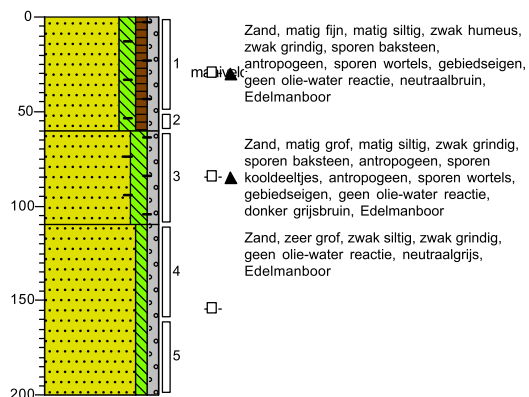 0
50
100
150
200
1
2
3
4
5
maaiveld
Zand, matig fijn, matig siltig, zwak humeus,
zwak grindig, sporen baksteen,
antropogeen, sporen wortels, gebiedseigen,
geen olie-water reactie, neutraalbruin,
Edelmanboor
Zand, matig grof, matig siltig, zwak grindig,
sporen baksteen, antropogeen, sporen
kooldeeltjes, antropogeen, sporen wortels,
gebiedseigen, geen olie-water reactie,
donker grijsbruin, Edelmanboor
Zand, zeer grof, zwak siltig, zwak grindig,
geen olie-water reactie, neutraalgrijs,
Edelmanboor